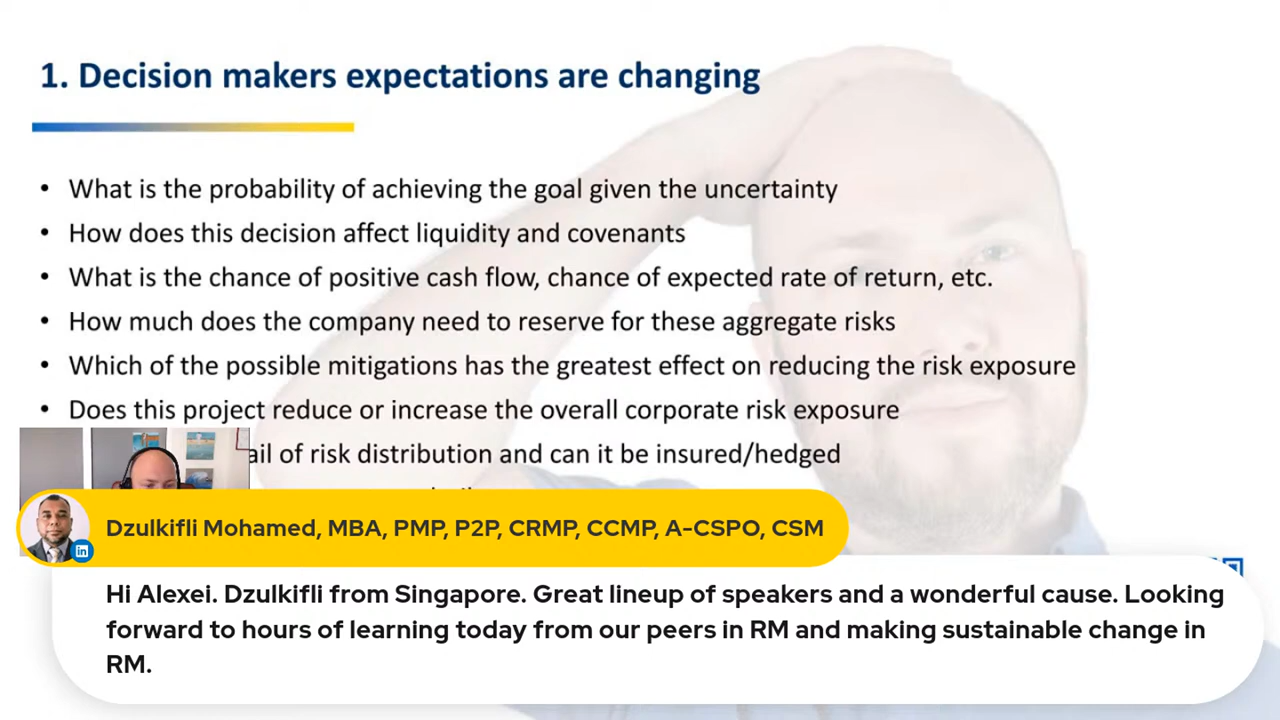 1. Decision makers expectations are changing
• What is the probability of achieving the goal given the uncertainty
• How does this decision affect liquidity and covenants
• What is the chance of positive cash flow, chance of expected rate of return, etc.
• How much does the company need to reserve for these aggregate risks
• Which of the possible mitigations has the greatest effect on reducing the risk exposure
• Does this project reduce or increase the overall corporate risk exposure
of risk distribution and can it be insured/hedged
Dzulkifli Mohamed, MBA, PMP, P2P, CRMP, CCMP, A-CSPO, CSM
in
Hi Alexei. Dzulkifli from Singapore. Great lineup of speakers and a wonderful cause. Looking
forward to hours of learning today from our peers in RM and making sustainable change in
RM.